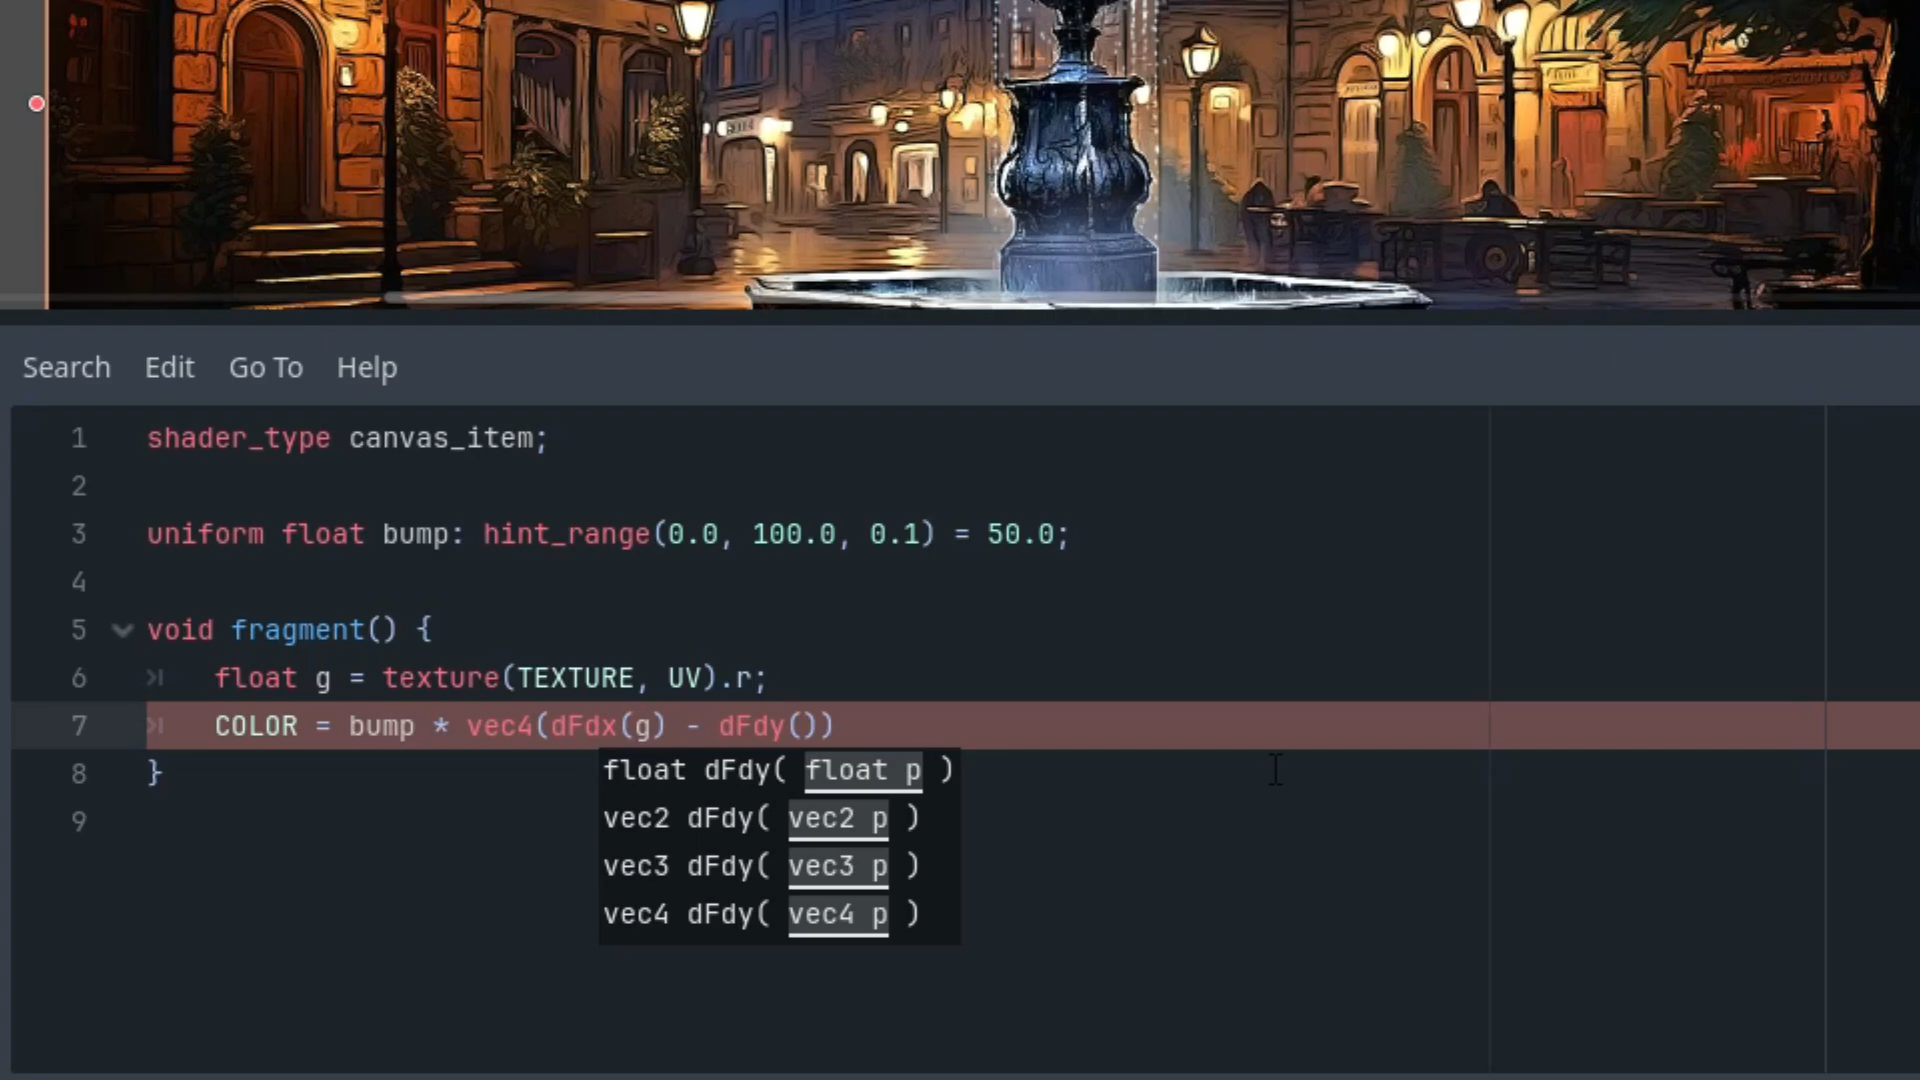 Search Edit Go To Help
1 shader_type canvas_item;
2
3 uniform float bump: hint_range(0.0, 100.0, 0.1) = 50.0;
4
5 void fragment() {
6 float g = texture(TEXTURE, UV).r;
7 COLOR = bump * vec4(dFdx(g) - dFdy())
8 }
float dFdy( float p )
vec2 dFdy( vec2 p )
9
vec3 dFdy( vec3 p )
vec4 dFdy( vec4 p )